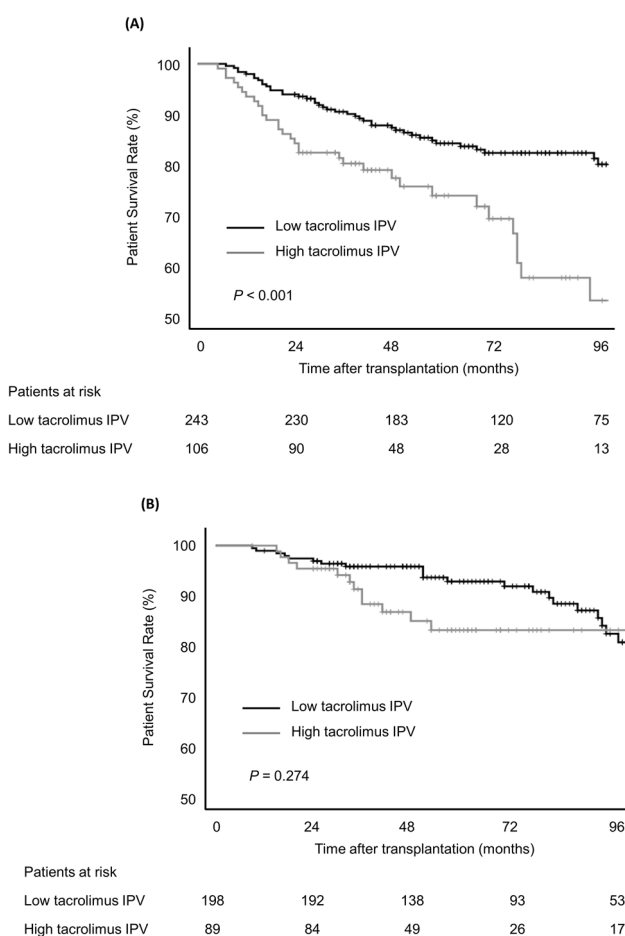 (A)
100
90
80
70
60
50
Patient Survival Rate (%)
Low tacrolimus IPV
High tacrolimus IPV
P < 0.001
0 24 48 72 96
Time after transplantation (months)
Patients at risk
Low tacrolimus IPV 243 230 183 120 75
High tacrolimus IPV 106 90 48 28 13
(B)
100
90
80
70
60
50
Patient Survival Rate (%)
Low tacrolimus IPV
High tacrolimus IPV
P = 0.274
0 24 48 72 96
Time after transplantation (months)
Patients at risk
Low tacrolimus IPV 198 192 138 93 53
High tacrolimus IPV 89 84 49 26 17